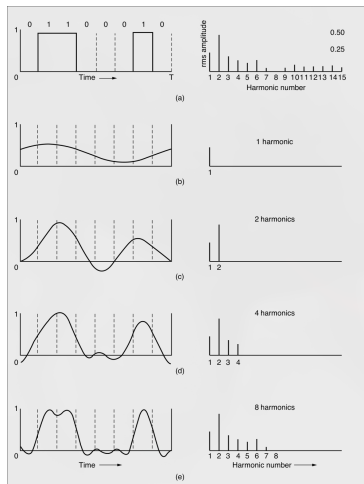 0 1 1 0 0 0 1 0
1
0
Time
T
rms amplitude
0.50
0.25
1 2 3 4 5 6 7 8 9 10 11 12 13 14 15
Harmonic number
(a)
1
0
1 harmonic
1
(b)
1
0
2 harmonics
1 2
(c)
1
0
4 harmonics
1 2 3 4
(d)
1
0
Time
8 harmonics
1 2 3 4 5 6 7 8
Harmonic number
(e)